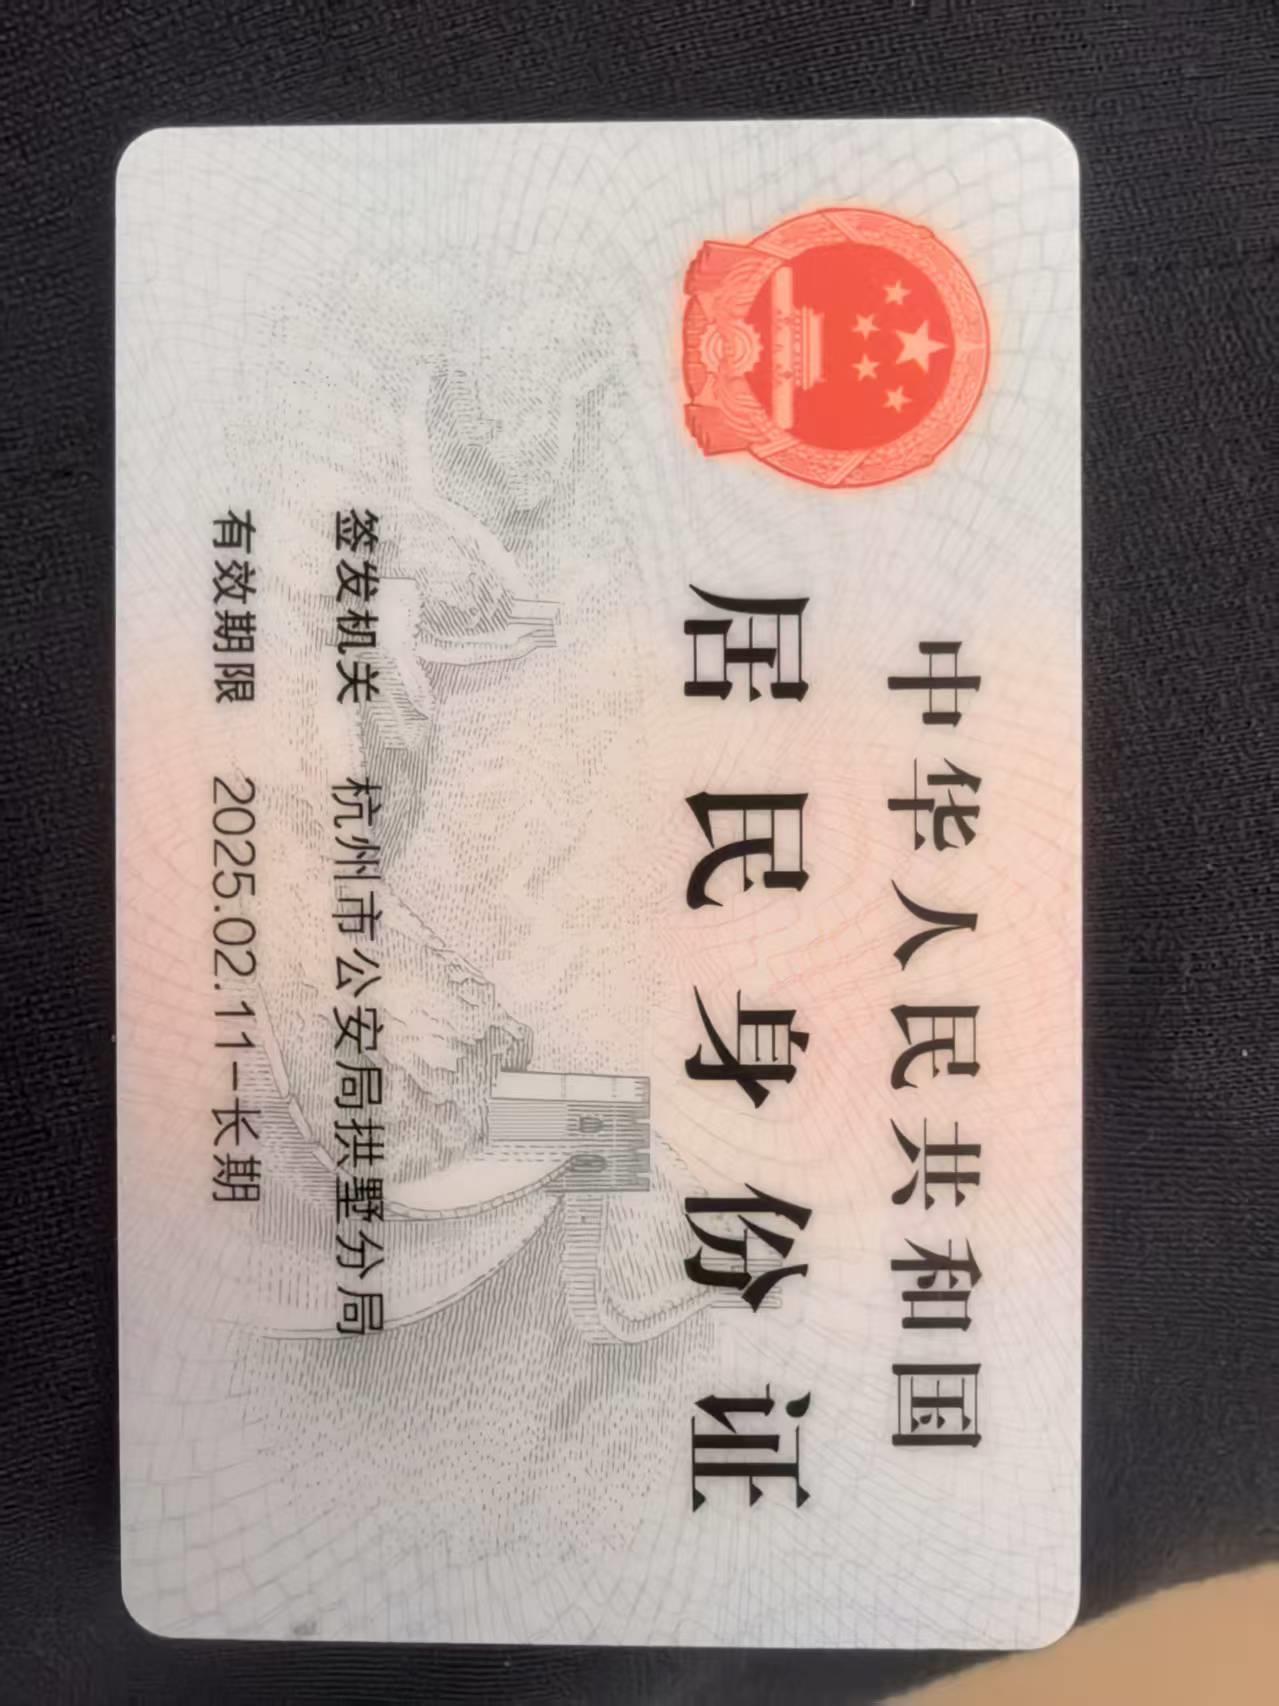 中华人民共和国
居民身份证
签发机关 杭州市公安局拱墅分局
有效期限 2025.02.11-长期